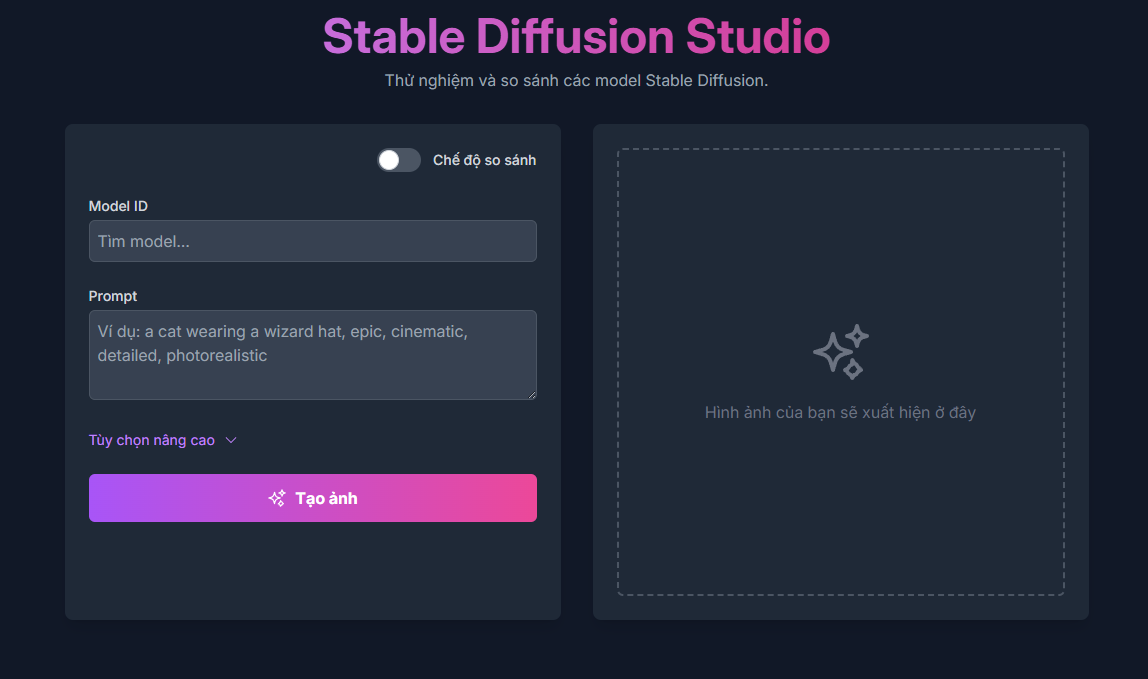 Stable Diffusion Studio
Thử nghiệm và so sánh các model Stable Diffusion.
Chế độ so sánh
Model ID
Tìm model...
Prompt
Ví dụ: a cat wearing a wizard hat, epic, cinematic,
detailed, photorealistic
Tùy chọn nâng cao
Tạo ảnh
Hình ảnh của bạn sẽ xuất hiện ở đây